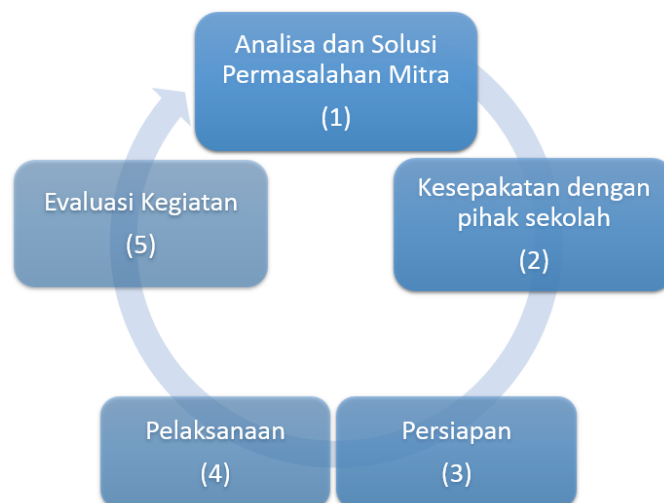 Analisa dan Solusi
Permasalahan Mitra
(1)
Kesepakatan dengan
pihak sekolah
(2)
Persiapan
(3)
Pelaksanaan
(4)
Evaluasi Kegiatan
(5)